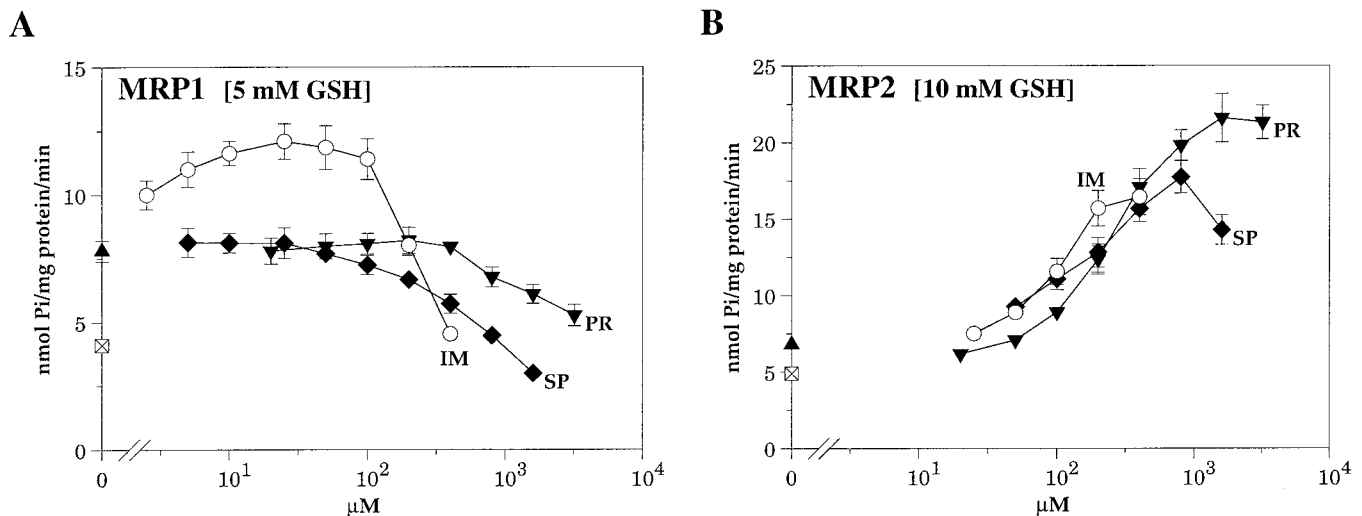 A
MRP1 [5 mM GSH]
nmol Pi/mg protein/min
15
10
5
0
PR
IM
SP
0 10¹ 10² 10³ 10⁴
μM
B
MRP2 [10 mM GSH]
nmol Pi/mg protein/min
25
20
15
10
5
0
PR
IM
SP
0 10¹ 10² 10³ 10⁴
μM